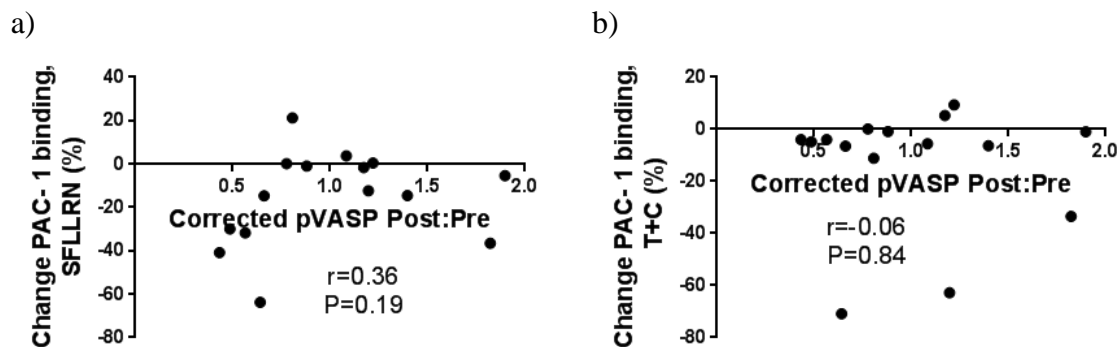 a)
Change PAC- 1 binding,
SFLLRN (%)
40
20
0
-20
-40
-60
-80
0.5
1.0
1.5
2.0
Corrected pVASP Post:Pre
r=0.36
P=0.19
b)
Change PAC- 1 binding,
T+C (%)
20
0
-20
-40
-60
-80
0.5
1.0
1.5
2.0
Corrected pVASP Post:Pre
r=-0.06
P=0.84